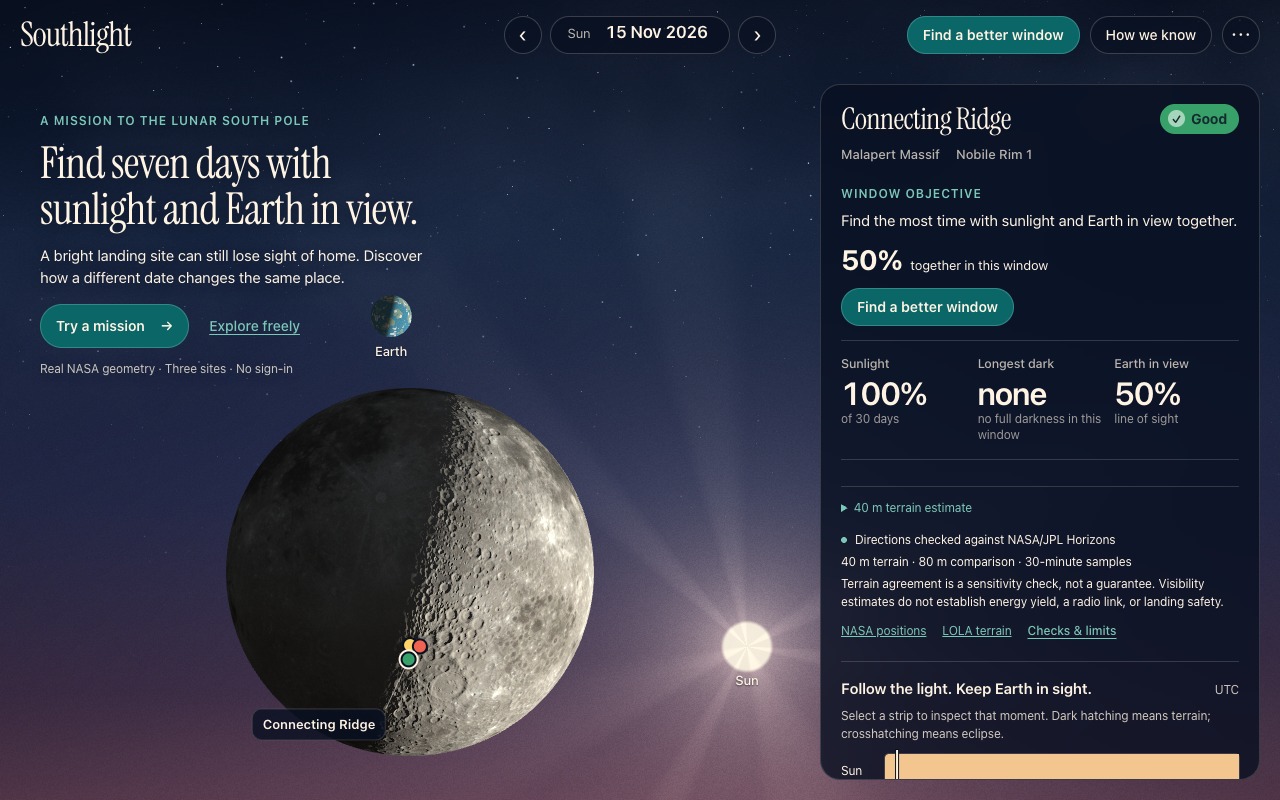 Southlight
‹
Sun 15 Nov 2026
›
Find a better window
How we know
···
A MISSION TO THE LUNAR SOUTH POLE
Find seven days with
sunlight and Earth in view.
A bright landing site can still lose sight of home. Discover
how a different date changes the same place.
Try a mission →
Explore freely
Real NASA geometry · Three sites · No sign-in
Earth
Sun
Connecting Ridge
Connecting Ridge
Good
Malapert Massif Nobile Rim 1
WINDOW OBJECTIVE
Find the most time with sunlight and Earth in view together.
50% together in this window
Find a better window
Sunlight
100%
of 30 days
Longest dark
none
no full darkness in this
window
Earth in view
50%
line of sight
40 m terrain estimate
Directions checked against NASA/JPL Horizons
40 m terrain · 80 m comparison · 30-minute samples
Terrain agreement is a sensitivity check, not a guarantee. Visibility
estimates do not establish energy yield, a radio link, or landing safety.
NASA positions LOLA terrain Checks & limits
Follow the light. Keep Earth in sight. UTC
Select a strip to inspect that moment. Dark hatching means terrain;
crosshatching means eclipse.
Sun